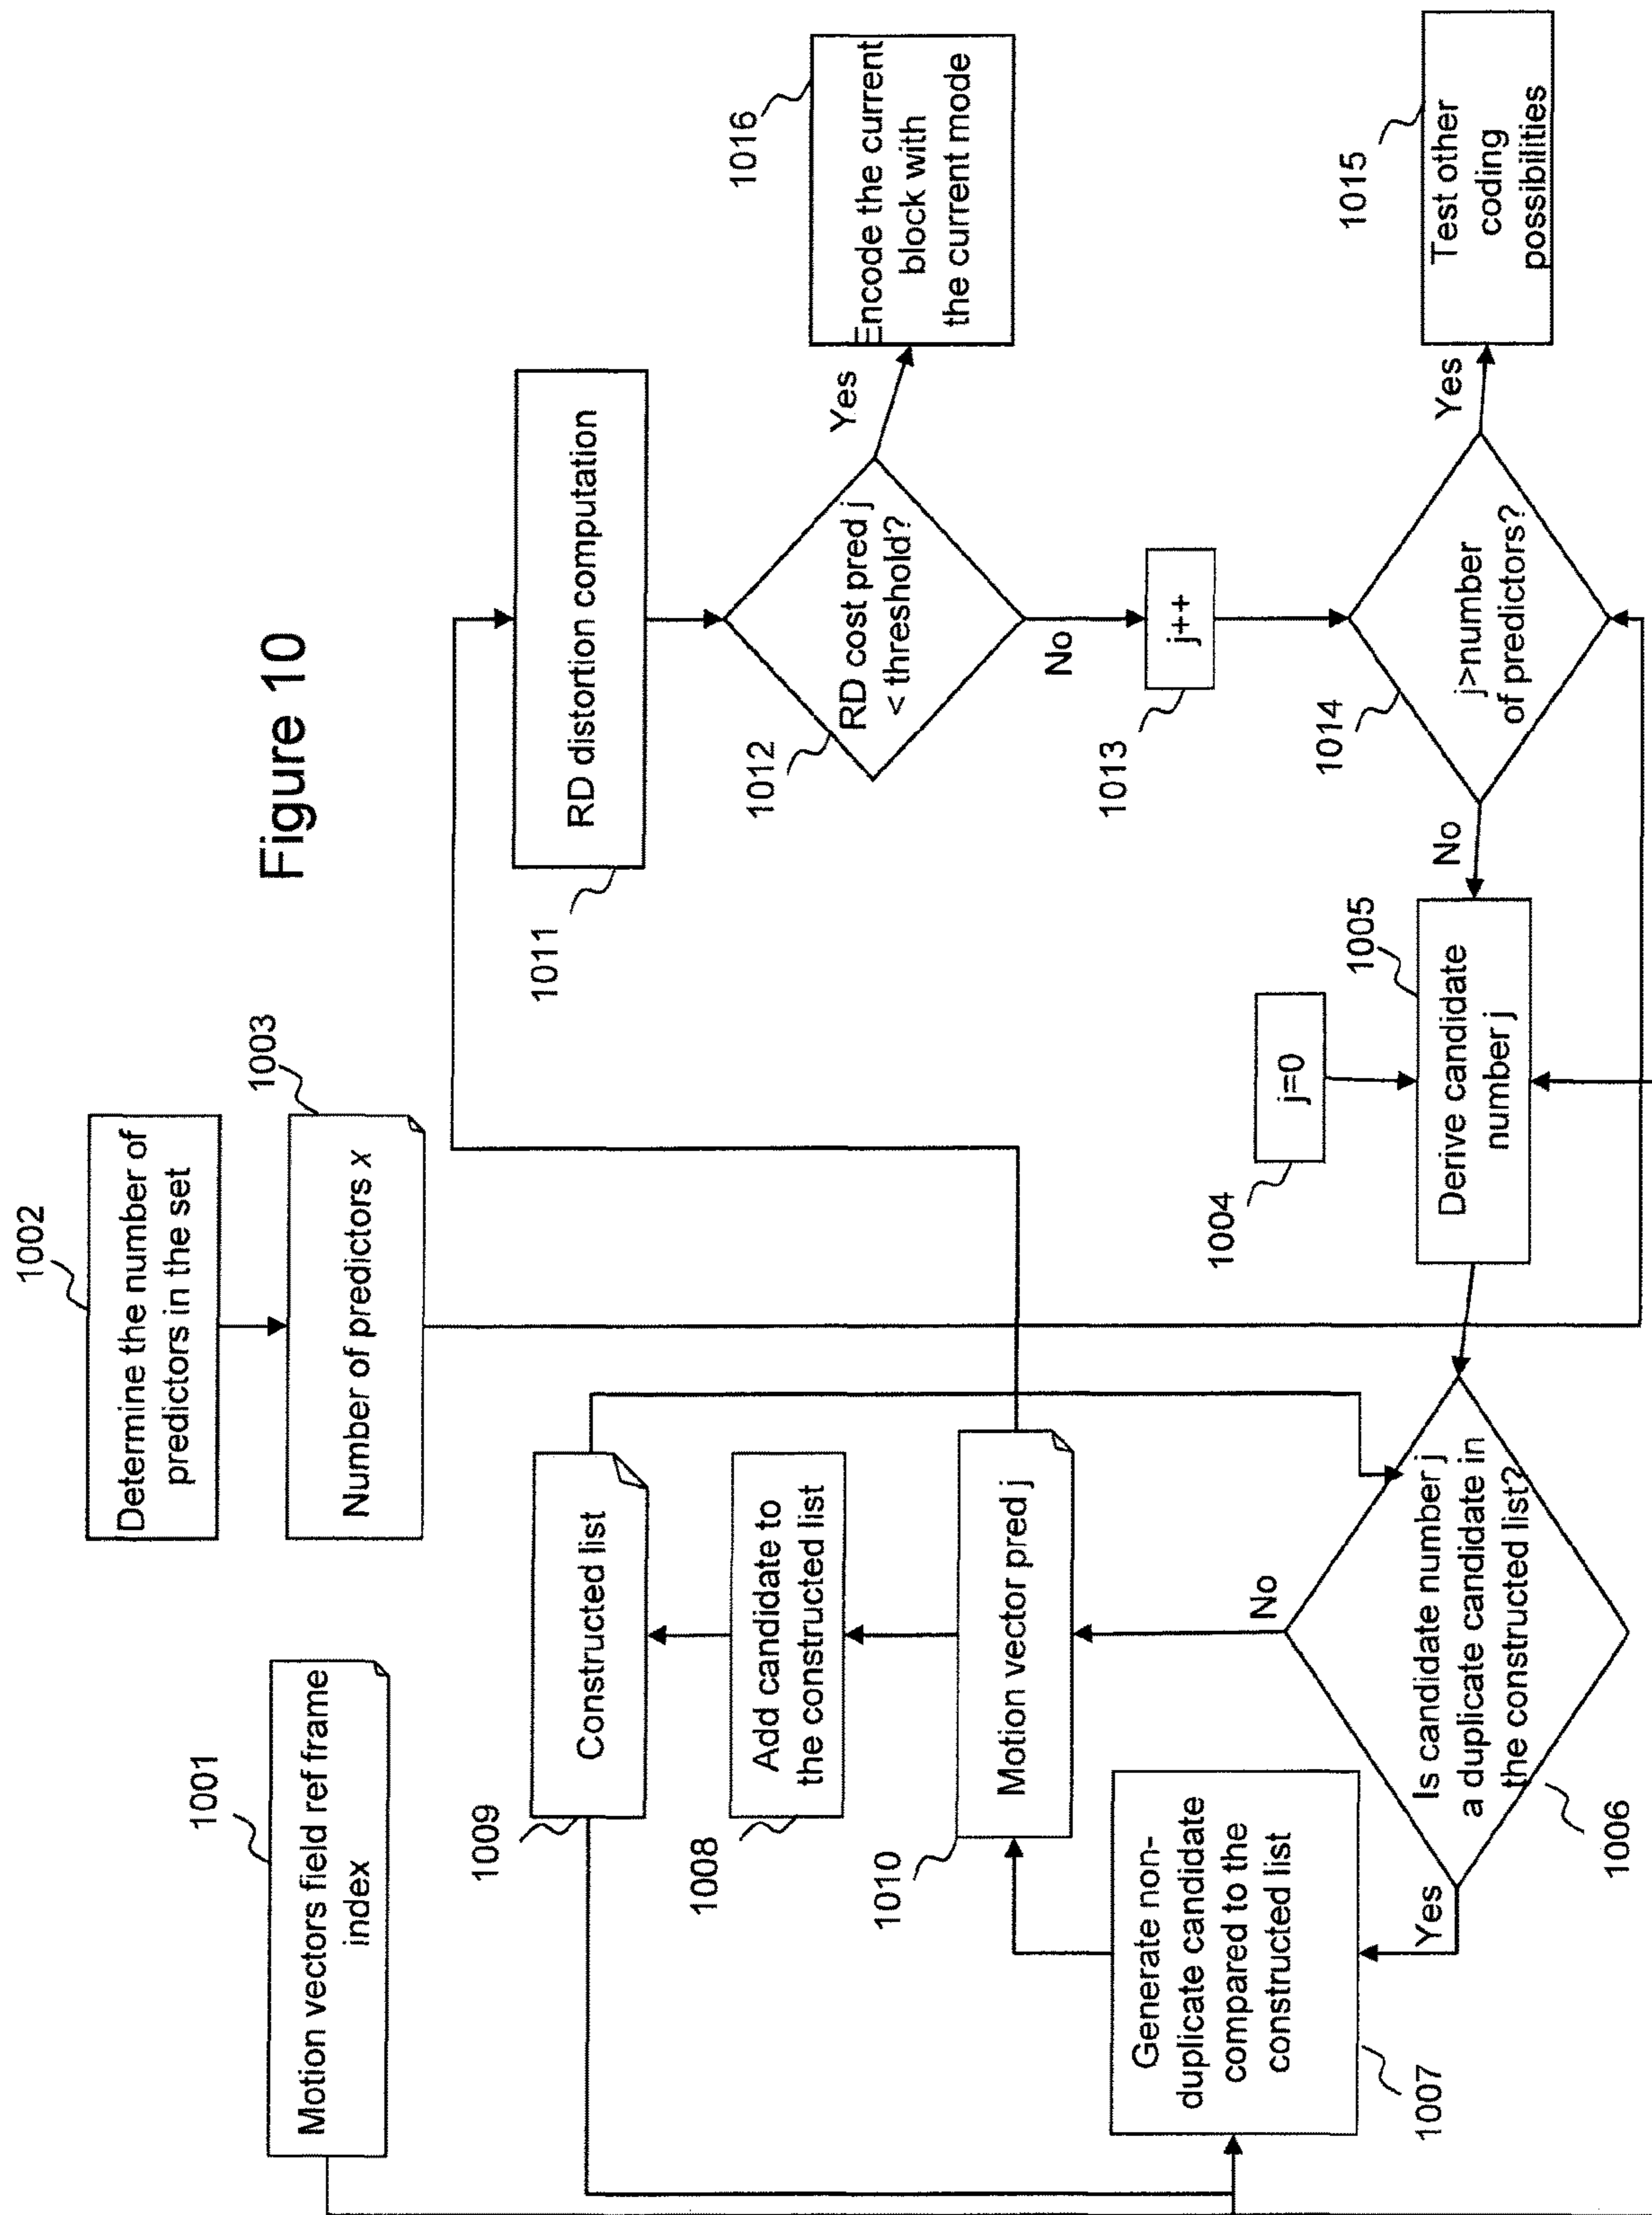 Figure 10
1001
Motion vectors field ref frame
index
1002
Determine the number of
predictors in the set
1003
Number of predictors x
1009
Constructed list
1008
Add candidate to
the constructed list
1010
Motion vector pred j
1007
Generate non-
duplicate candidate
compared to the
constructed list
Yes
No
1006
Is candidate number j
a duplicate candidate in
the constructed list?
1004
j=0
1005
Derive candidate
number j
1011
RD distortion computation
1012
RD cost pred j
< threshold?
Yes
No
1016
Encode the current
block with
the current mode
1013
j++
1014
j>number
of predictors?
No
Yes
1015
Test other
coding
possibilities